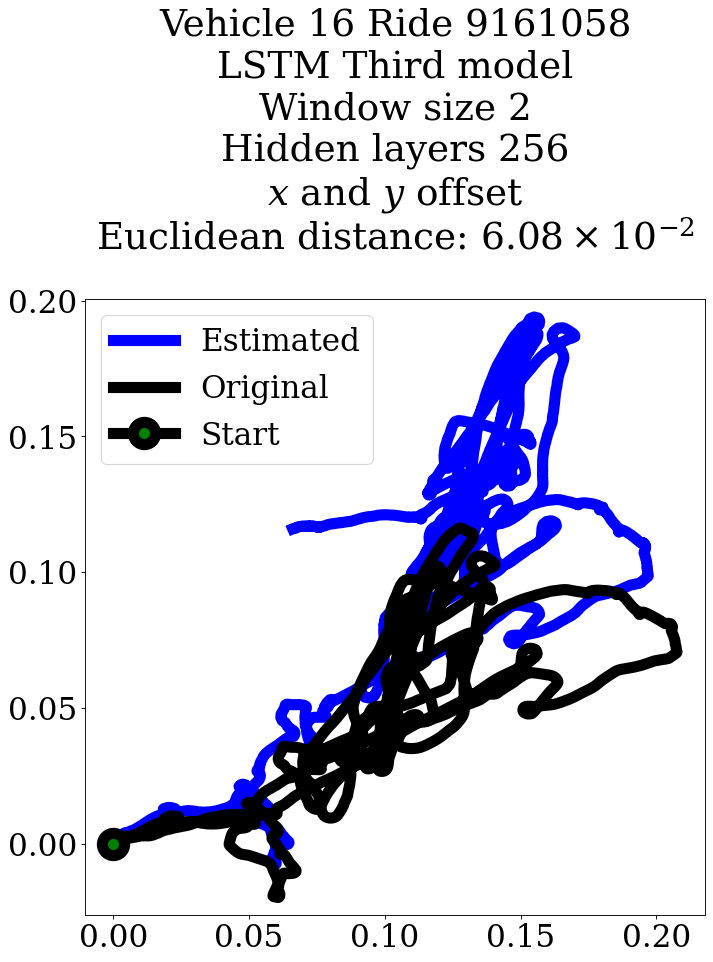 Vehicle 16 Ride 9161058
LSTM Third model
Window size 2
Hidden layers 256
x and y offset
Euclidean distance: 6.08 × 10⁻²
Estimated
Original
Start
0.20
0.15
0.10
0.05
0.00
0.00 0.05 0.10 0.15 0.20